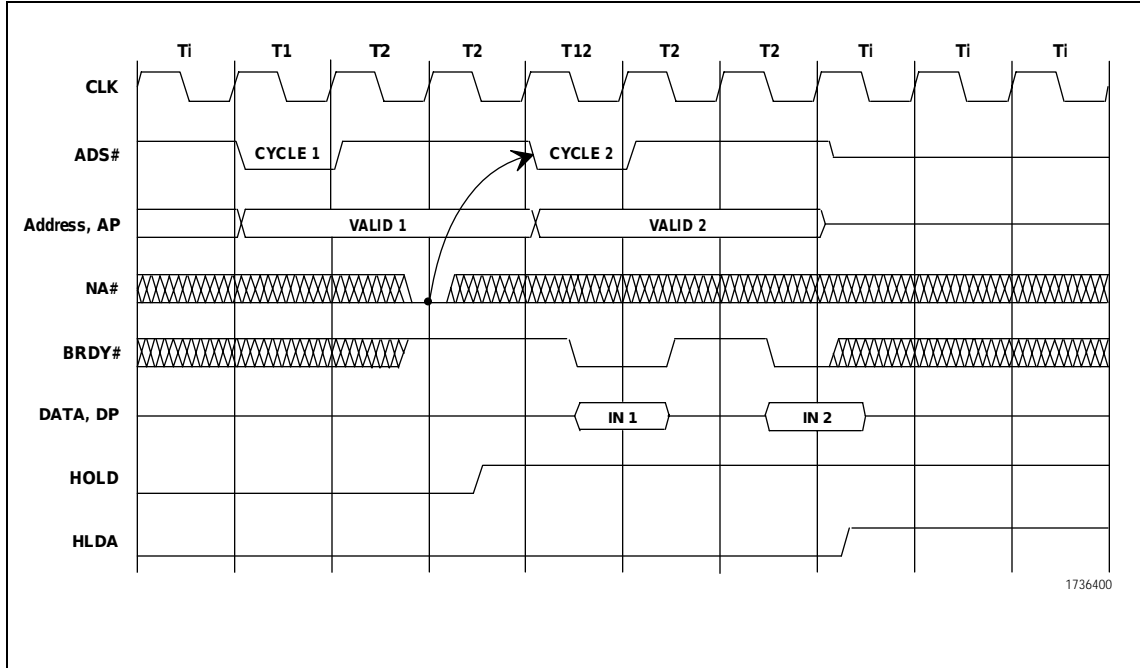 Ti T1 T2 T2 T12 T2 T2 Ti Ti Ti
CLK
ADS# CYCLE 1 CYCLE 2
Address, AP VALID 1 VALID 2
NA#
BRDY#
DATA, DP IN 1 IN 2
HOLD
HLDA
1736400